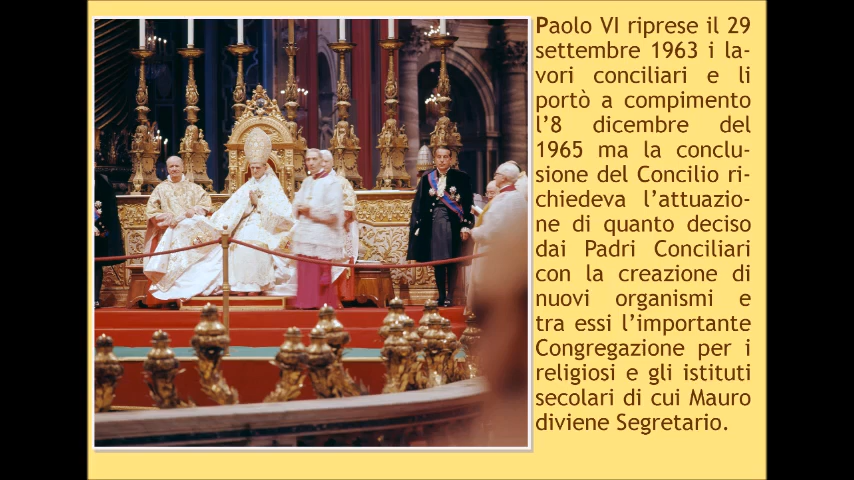 Paolo VI riprese il 29
settembre 1963 i la-
vori conciliari e li
portò a compimento
l’8 dicembre del
1965 ma la conclu-
sione del Concilio ri-
chiedeva l’attuazio-
ne di quanto deciso
dai Padri Conciliari
con la creazione di
nuovi organismi e
tra essi l’importante
Congregazione per i
religiosi e gli istituti
secolari di cui Mauro
diviene Segretario.